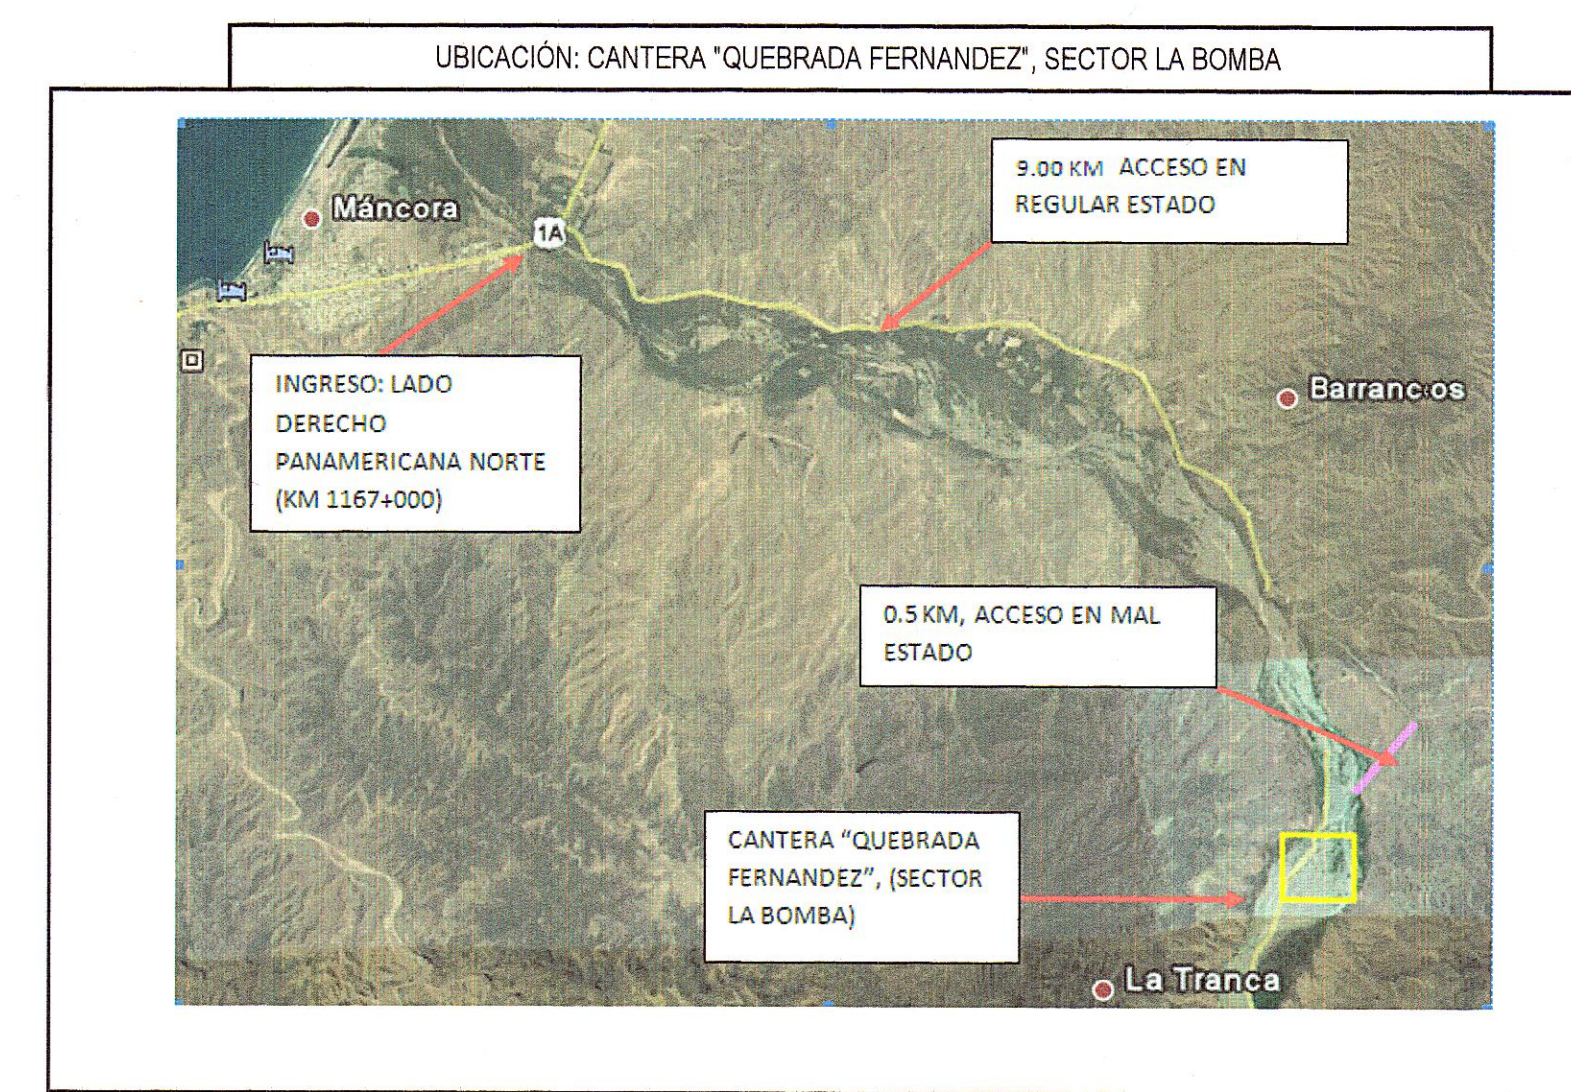 UBICACIÓN: CANTERA "QUEBRADA FERNANDEZ", SECTOR LA BOMBA
9.00 KM ACCESO EN
REGULAR ESTADO
Máncora
1A
INGRESO: LADO
DERECHO
PANAMERICANA NORTE
(KM 1167+000)
Barrancos
0.5 KM, ACCESO EN MAL
ESTADO
CANTERA “QUEBRADA
FERNANDEZ”, (SECTOR
LA BOMBA)
La Tranca